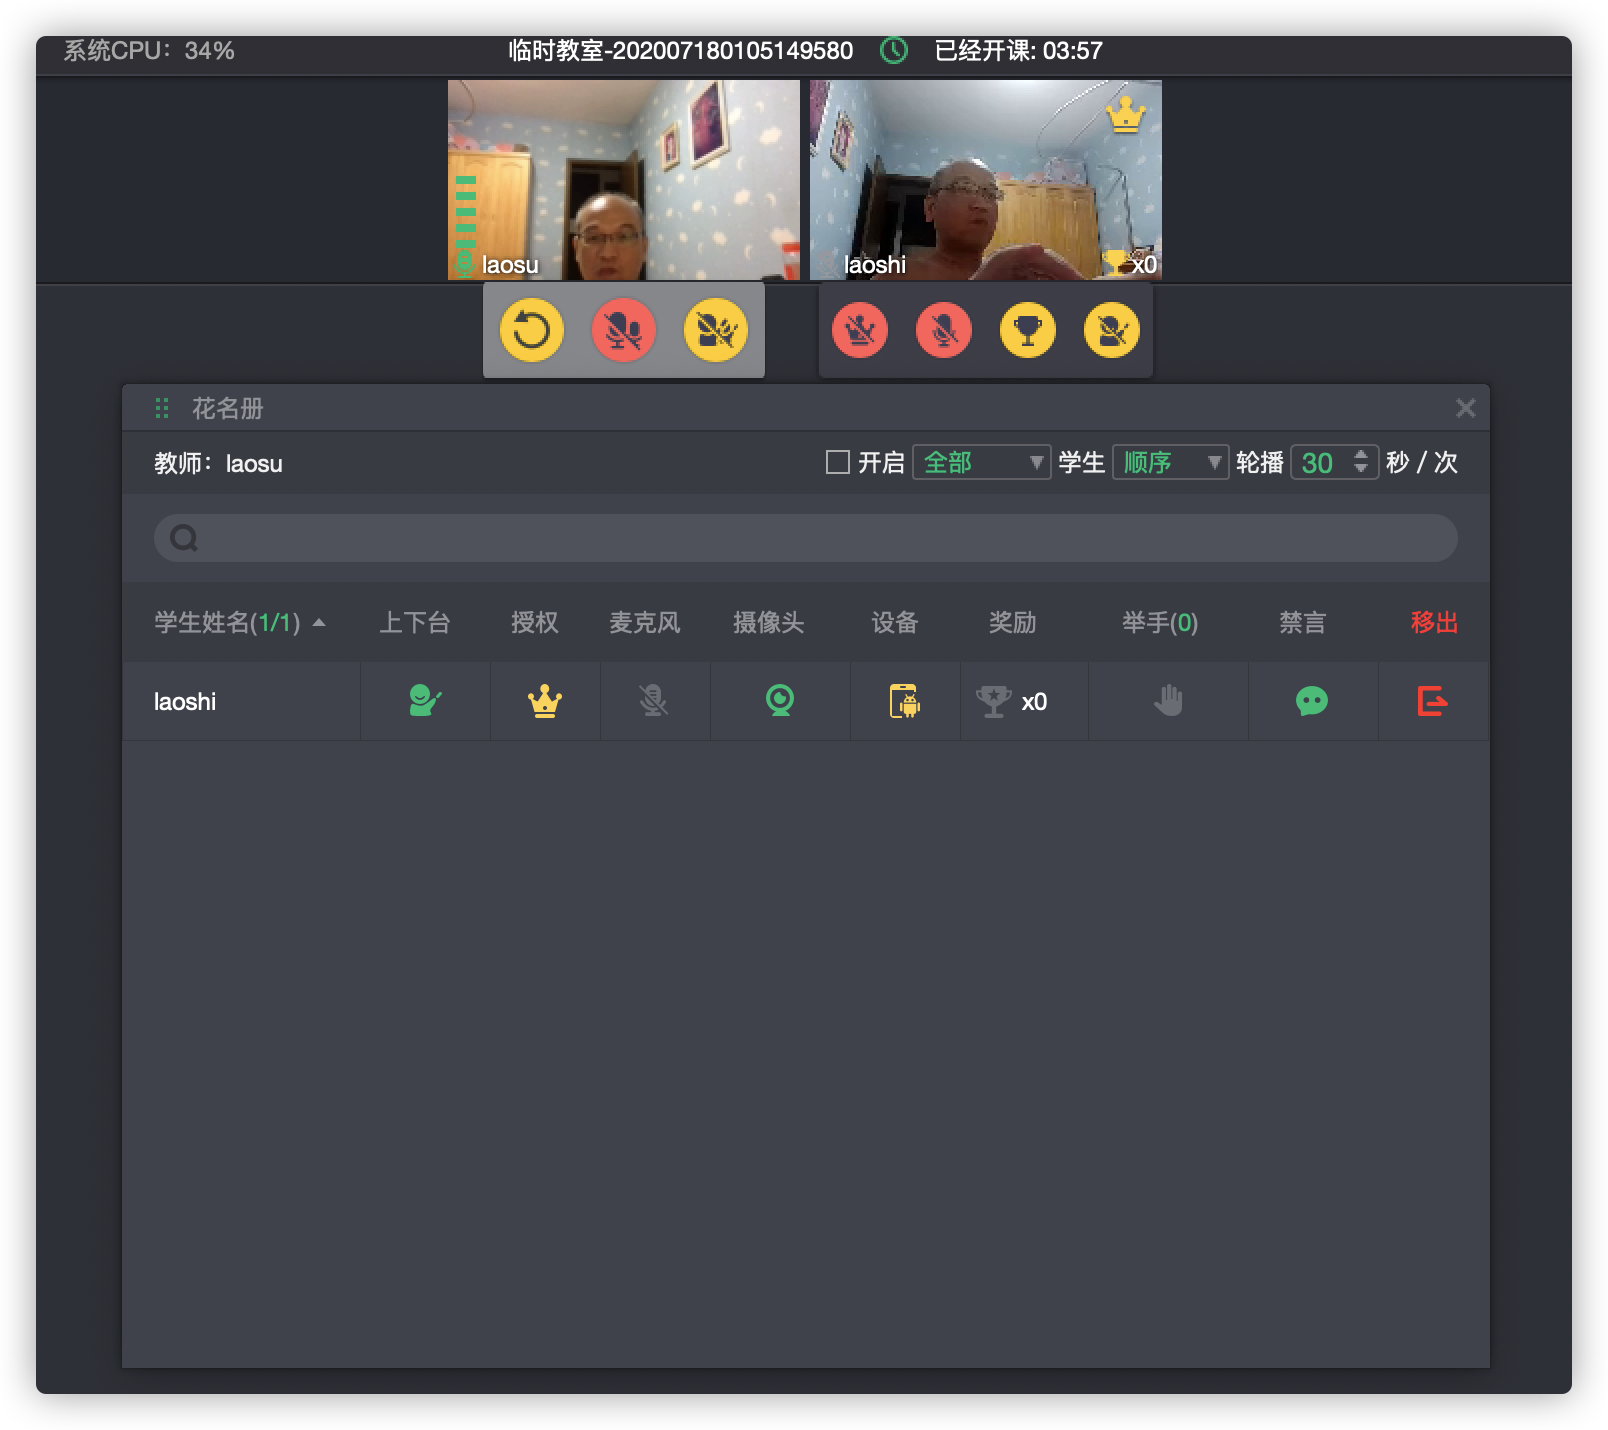 系统CPU：34%
临时教室-202007180105149580
已经开课: 03:57
laosu
laoshi
x0
花名册
教师：laosu
开启 全部 学生 顺序 轮播 30 秒 / 次
学生姓名(1/1) 上下台 授权 麦克风 摄像头 设备 奖励 举手(0) 禁言 移出
laoshi x0